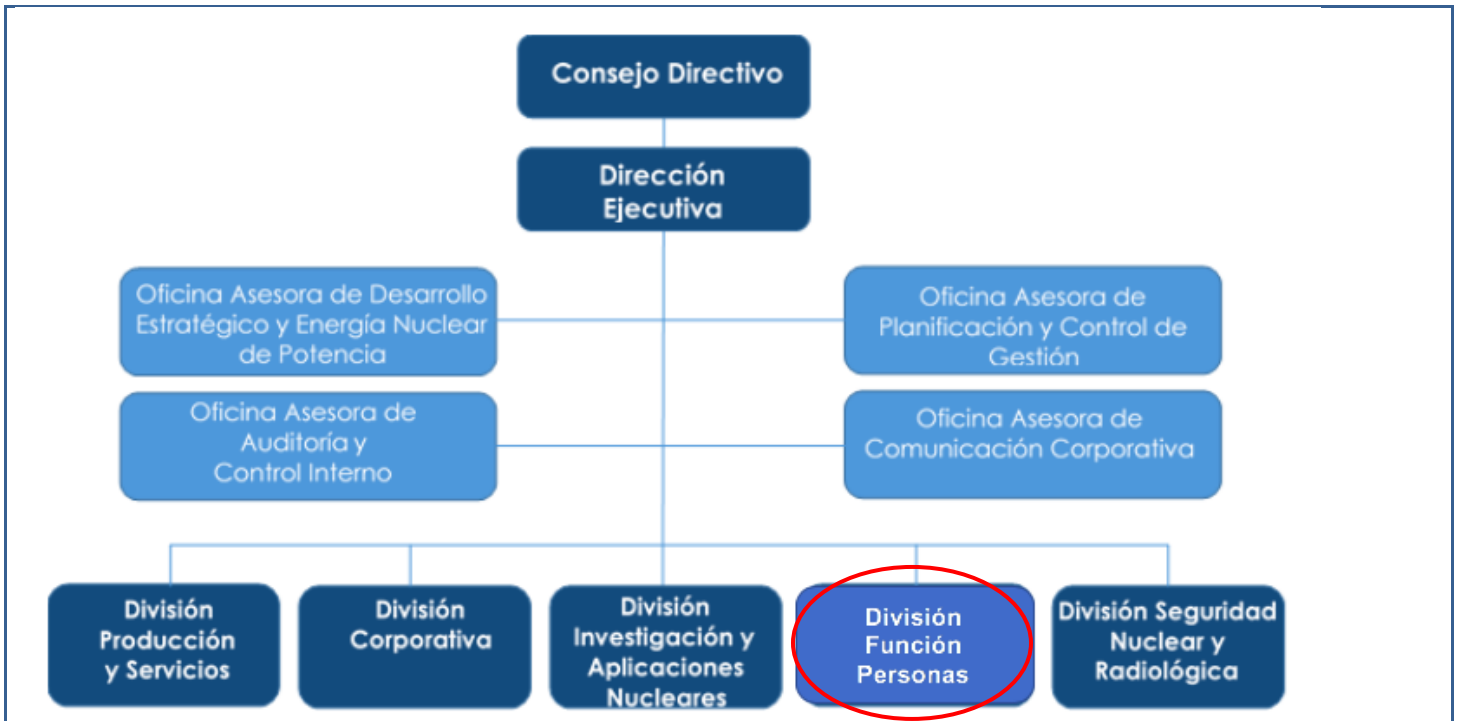 Consejo Directivo
Dirección
Ejecutiva
Oficina Asesora de Desarrollo
Estratégico y Energía Nuclear
de Potencia
Oficina Asesora de
Planificación y Control de
Gestión
Oficina Asesora de
Auditoría y
Control Interno
Oficina Asesora de
Comunicación Corporativa
División
Producción
y Servicios
División
Corporativa
División
Investigación y
Aplicaciones
Nucleares
División
Función
Personas
División Seguridad
Nuclear y
Radiológica